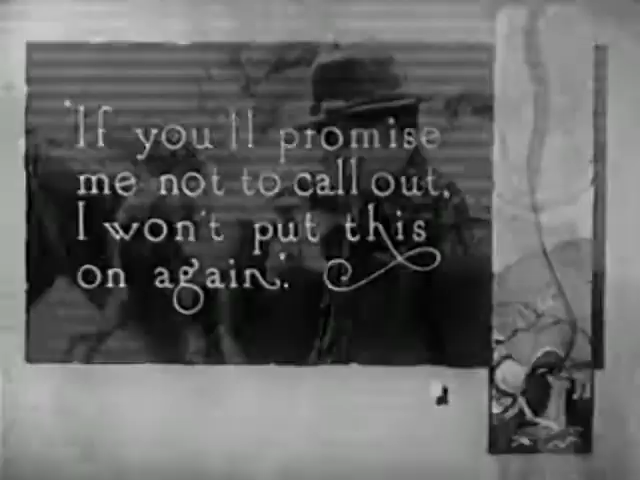 "If you'll promise
me not to call out,
I won't put this
on again."